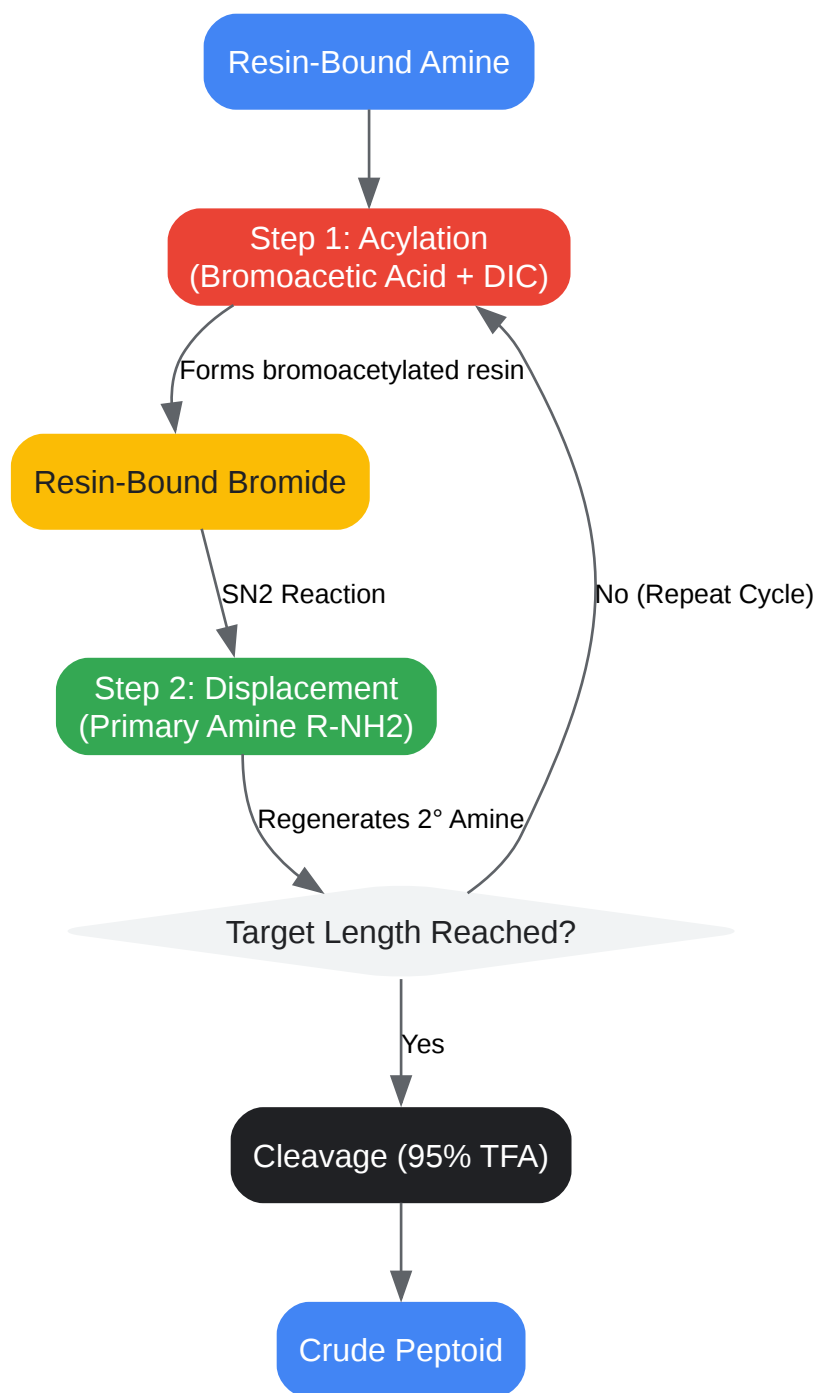 Resin-Bound Amine
Step 1: Acylation
(Bromoacetic Acid + DIC)
Forms bromoacetylated resin
Resin-Bound Bromide
SN2 Reaction
No (Repeat Cycle)
Step 2: Displacement
(Primary Amine R-NH2)
Regenerates 2° Amine
Target Length Reached?
Yes
Cleavage (95% TFA)
Crude Peptoid